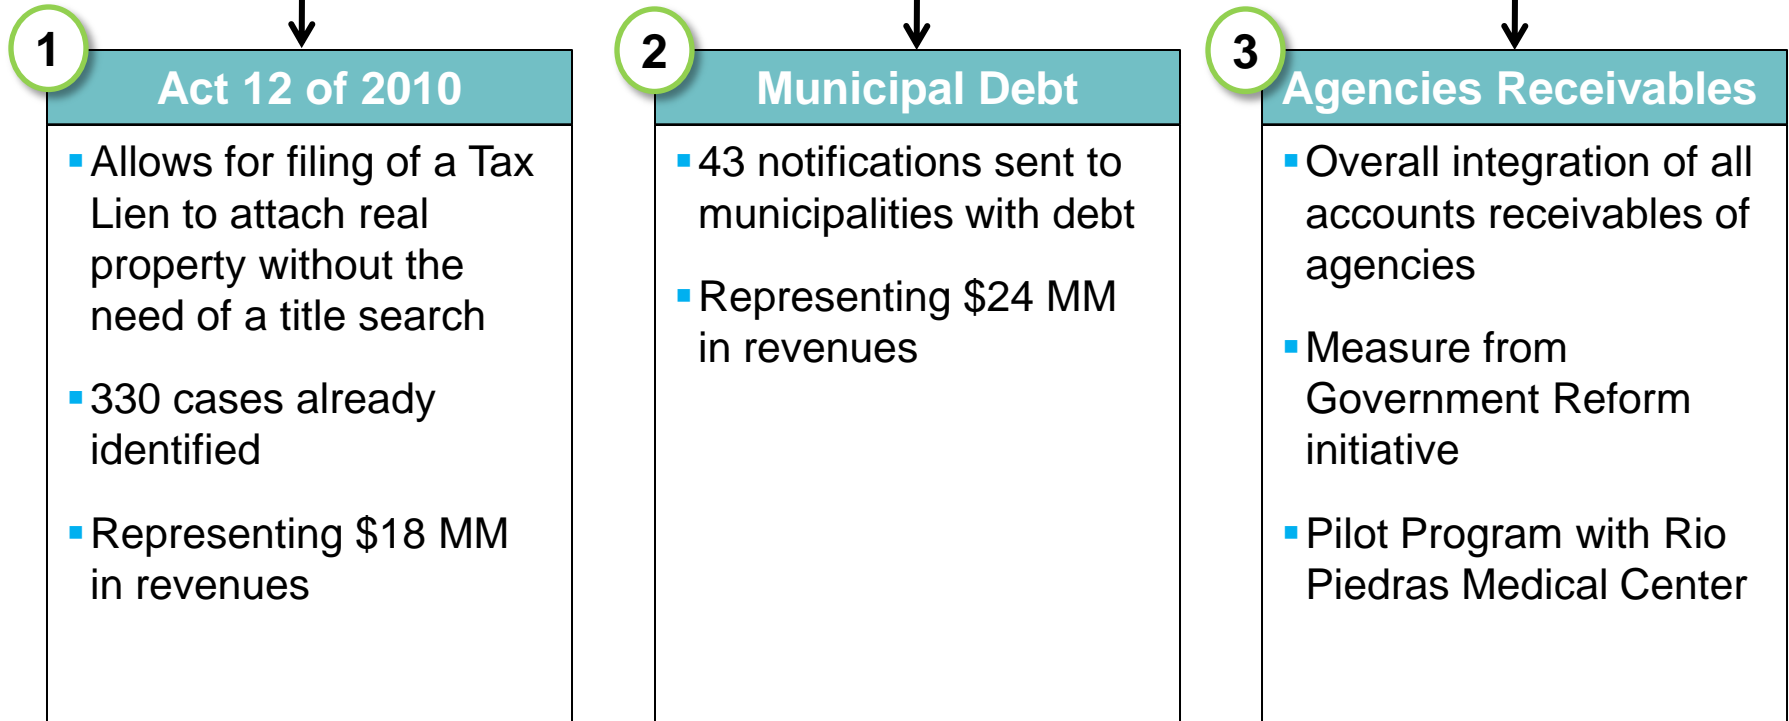 1
Act 12 of 2010
▪Allows for filing of a Tax
Lien to attach real
property without the
need of a title search
▪330 cases already
identified
▪Representing $18 MM
in revenues
2
Municipal Debt
▪43 notifications sent to
municipalities with debt
▪Representing $24 MM
in revenues
3
Agencies Receivables
▪Overall integration of all
accounts receivables of
agencies
▪Measure from
Government Reform
initiative
▪Pilot Program with Rio
Piedras Medical Center